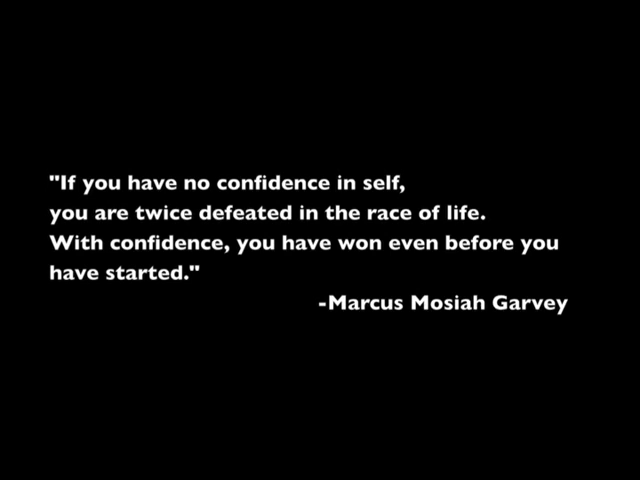 "If you have no confidence in self,
you are twice defeated in the race of life.
With confidence, you have won even before you
have started."
-Marcus Mosiah Garvey